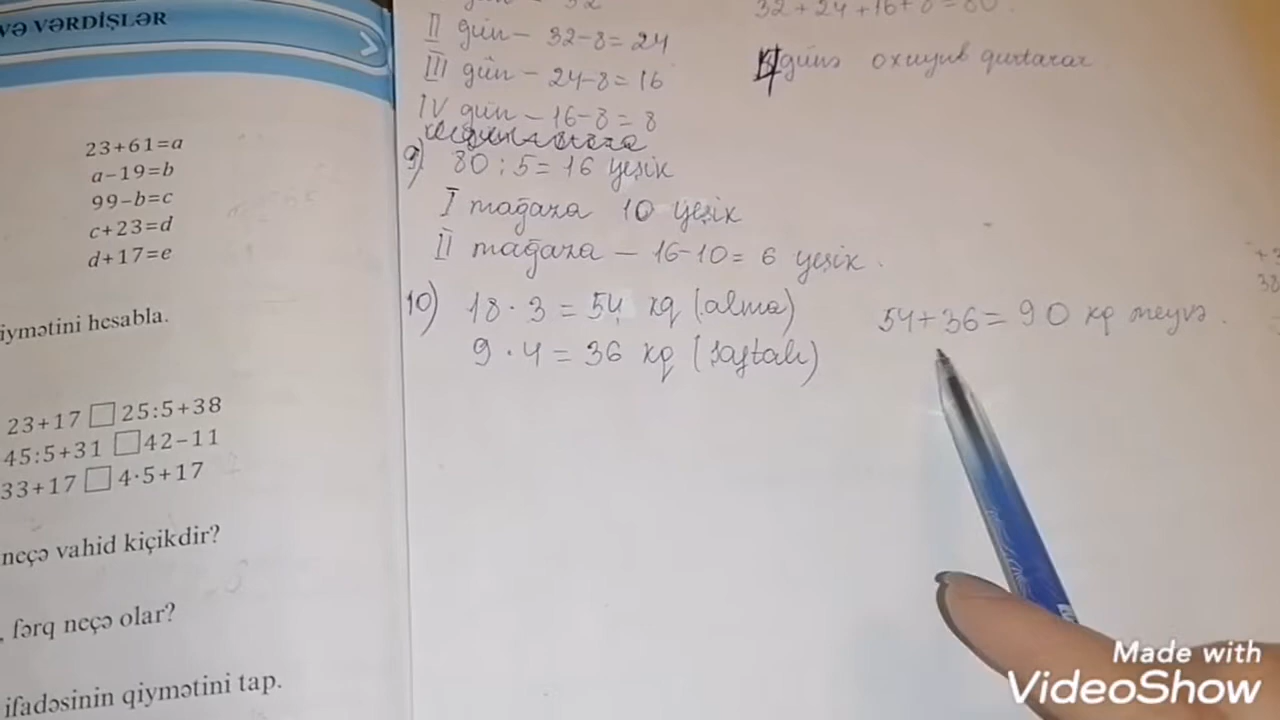 VƏ VƏRDİŞLƏR
23+61=a
a−19=b
99−b=c
c+23=d
d+17=e
iymətini hesabla.
23+17 □ 25:5+38
45:5+31 □ 42−11
33+17 □ 4·5+17
neçə vahid kiçikdir?
, fərq neçə olar?
ifadəsinin qiymətini tap.
II gün − 32−8= 24
III gün − 24−8= 16
IV gün − 16−8= 8
32+24+16+8=80.
4 günə oxuyub qurtarar
9) 80 : 5= 16 yeşik
I mağaza 10 yeşik
II mağaza − 16−10= 6 yeşik.
10) 18 · 3 = 54 kq (alma)
9 · 4 = 36 kq (şaftalı)
54+36= 90 kq meyvə.
Made with
VideoShow